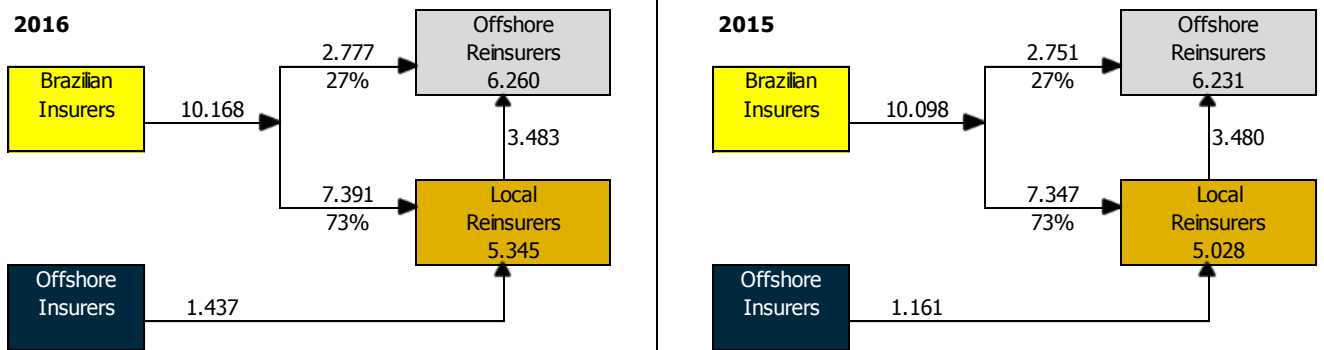 2016
Offshore
Reinsurers
6.260
2.777
27%
Brazilian
Insurers
10.168
3.483
7.391
73%
Local
Reinsurers
5.345
Offshore
Insurers
1.437
2015
Offshore
Reinsurers
6.231
2.751
27%
Brazilian
Insurers
10.098
3.480
7.347
73%
Local
Reinsurers
5.028
Offshore
Insurers
1.161